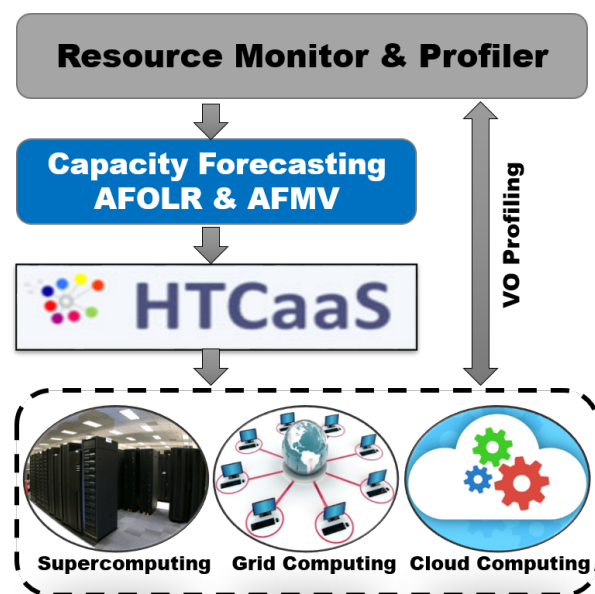 Resource Monitor & Profiler
Capacity Forecasting
AFOLR & AFMV
HTCaaS
VO Profiling
Supercomputing
Grid Computing
Cloud Computing